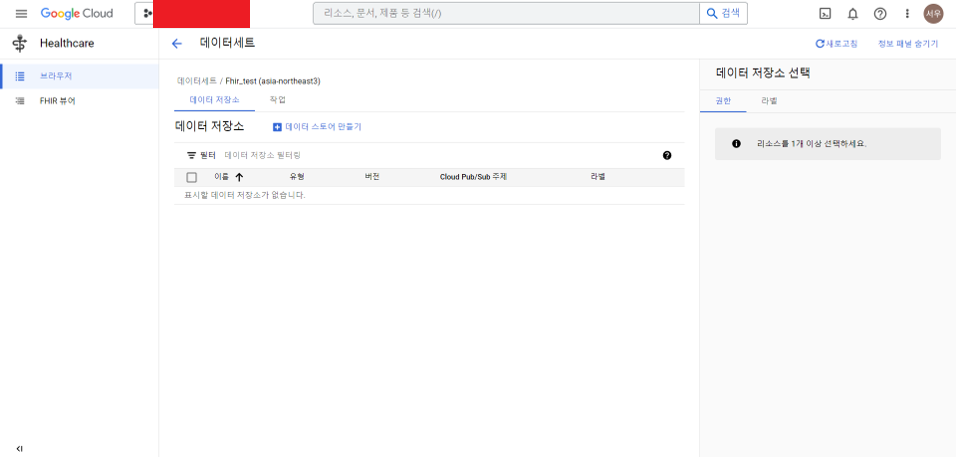 Google Cloud
리소스, 문서, 제품 등 검색(/)
검색
서우
Healthcare
데이터세트
새로고침
정보 패널 숨기기
브라우저
FHIR 뷰어
데이터세트 / Fhir_test (asia-northeast3)
데이터 저장소
작업
데이터 저장소
데이터 스토어 만들기
필터 데이터 저장소 필터링
이름 유형 버전 Cloud Pub/Sub 주제 라벨
표시할 데이터 저장소가 없습니다.
데이터 저장소 선택
권한
라벨
리소스를 1개 이상 선택하세요.